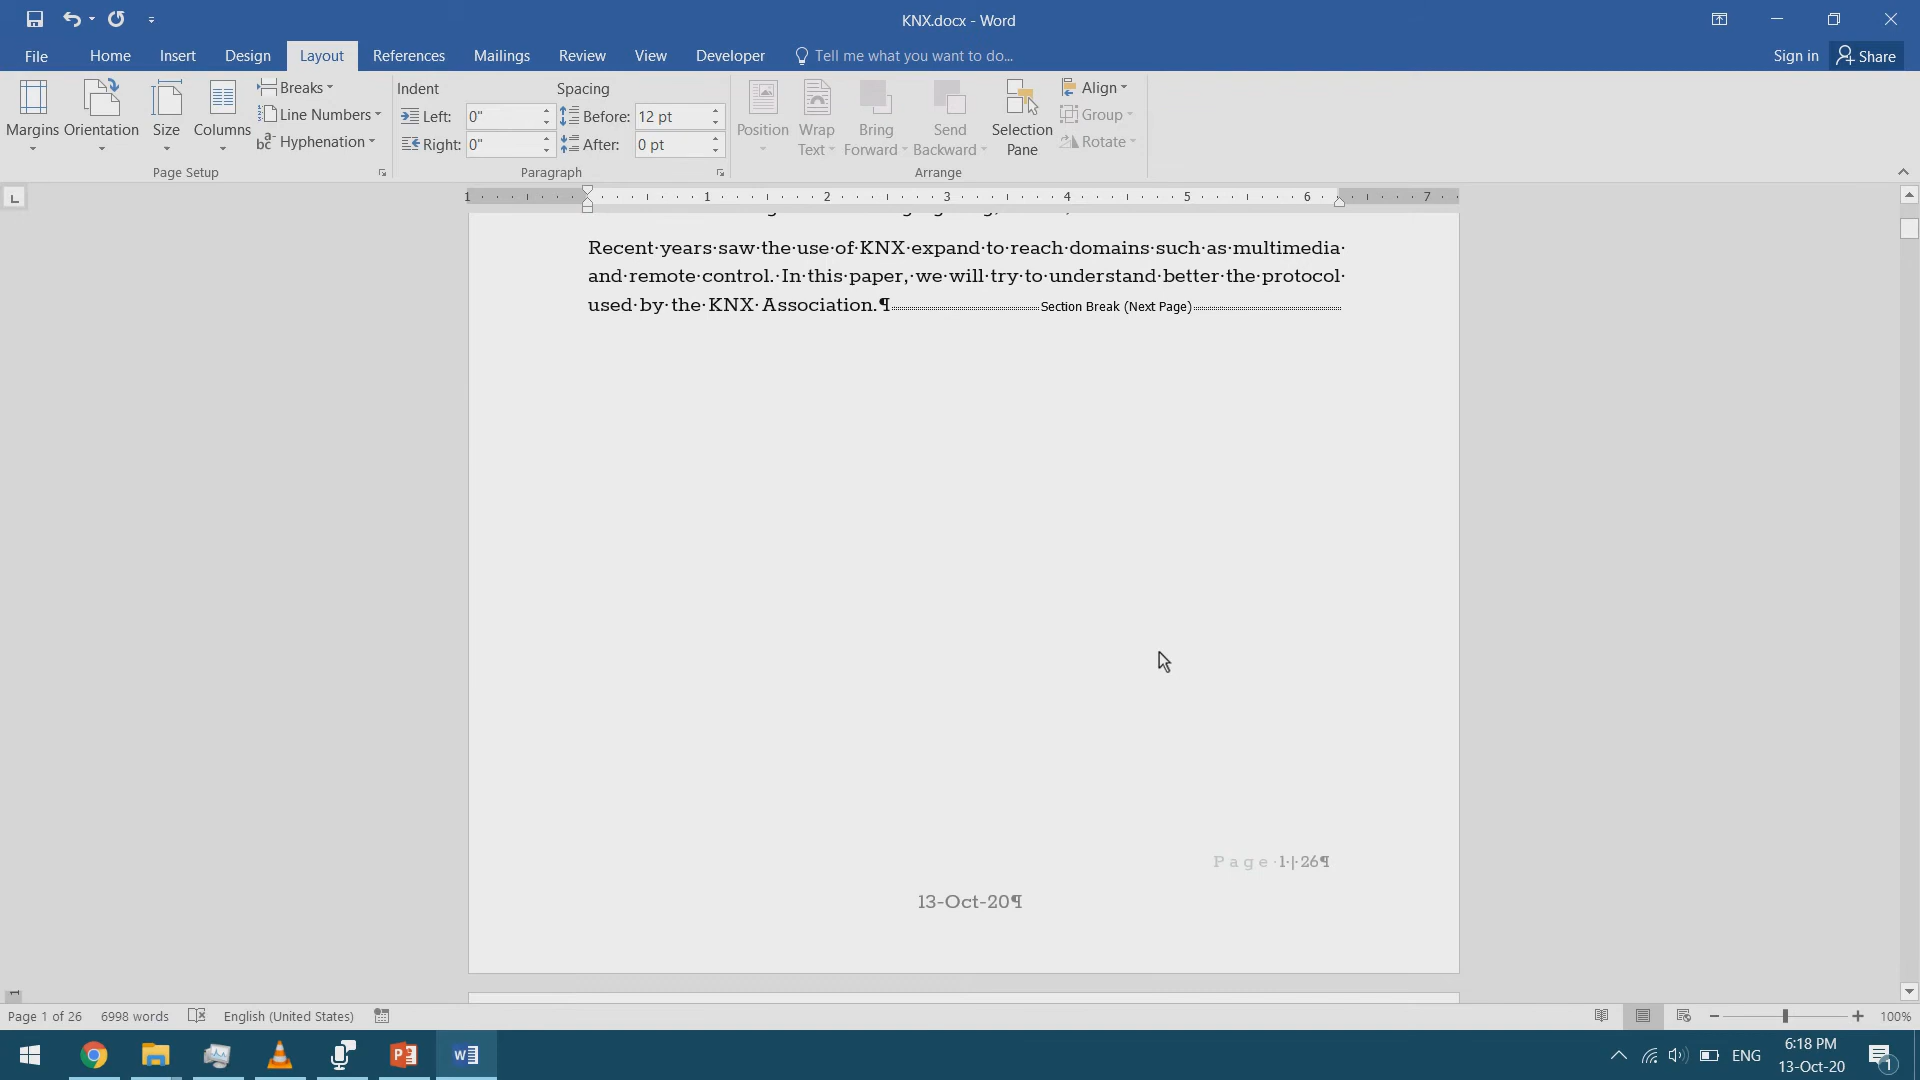 KNX.docx - Word
File Home Insert Design Layout References Mailings Review View Developer Tell me what you want to do... Sign in Share
Margins Orientation Size Columns
Breaks
Line Numbers
Hyphenation
Page Setup
Indent Spacing
Left: 0" Before: 12 pt
Right: 0" After: 0 pt
Paragraph
Position Wrap Text Bring Forward Send Backward Selection Pane
Align
Group
Rotate
Arrange
1 1 2 3 4 5 6 7
Recent·years·saw·the·use·of·KNX·expand·to·reach·domains·such·as·multimedia·
and·remote·control.·In·this·paper,·we·will·try·to·understand·better·the·protocol·
used·by·the·KNX·Association.¶ Section Break (Next Page)
Page·1·|·26¶
13-Oct-20¶
Page 1 of 26 6998 words English (United States) 100%
ENG 6:18 PM
13-Oct-20 1